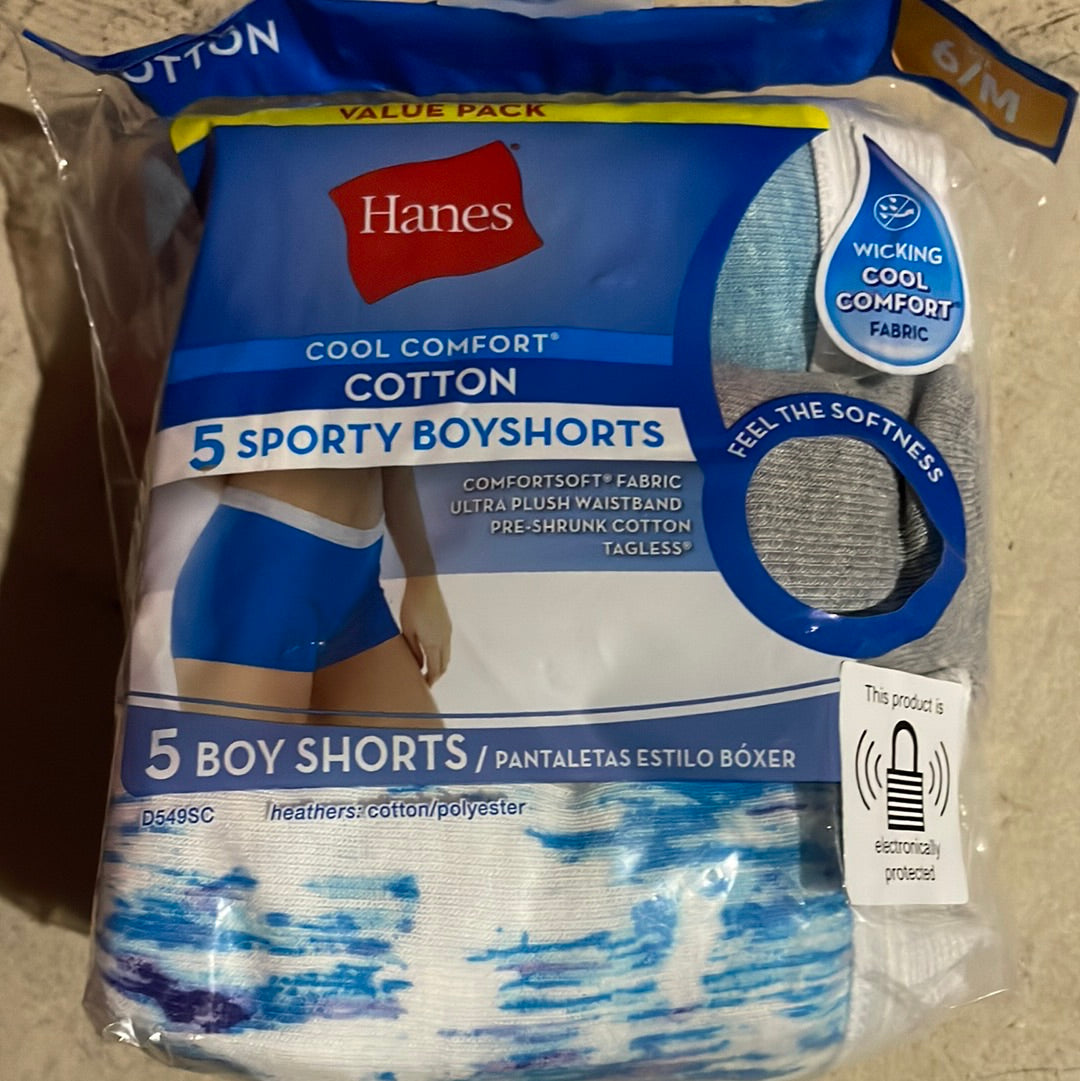 OTTON
6/M
VALUE PACK
Hanes®
WICKING
COOL
COMFORT®
FABRIC
COOL COMFORT®
COTTON
5 SPORTY BOYSHORTS
FEEL THE SOFTNESS
COMFORTSOFT® FABRIC
ULTRA PLUSH WAISTBAND
PRE-SHRUNK COTTON
TAGLESS®
This product is
electronically
protected
5 BOY SHORTS / PANTALETAS ESTILO BÓXER
D549SC heathers: cotton/polyester